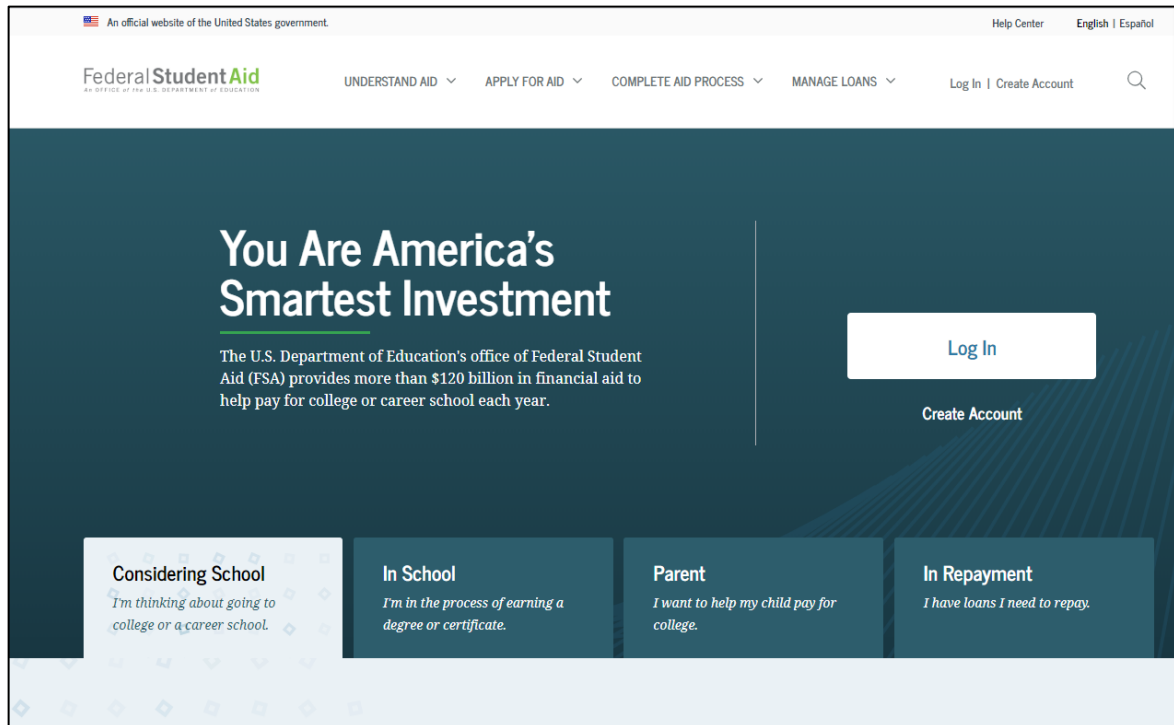 An official website of the United States government.
Help Center
English | Español
Federal Student Aid
An OFFICE of the U.S. DEPARTMENT of EDUCATION
UNDERSTAND AID
APPLY FOR AID
COMPLETE AID PROCESS
MANAGE LOANS
Log In | Create Account
You Are America's
Smartest Investment
The U.S. Department of Education's office of Federal Student
Aid (FSA) provides more than $120 billion in financial aid to
help pay for college or career school each year.
Log In
Create Account
Considering School
I'm thinking about going to
college or a career school.
In School
I'm in the process of earning a
degree or certificate.
Parent
I want to help my child pay for
college.
In Repayment
I have loans I need to repay.